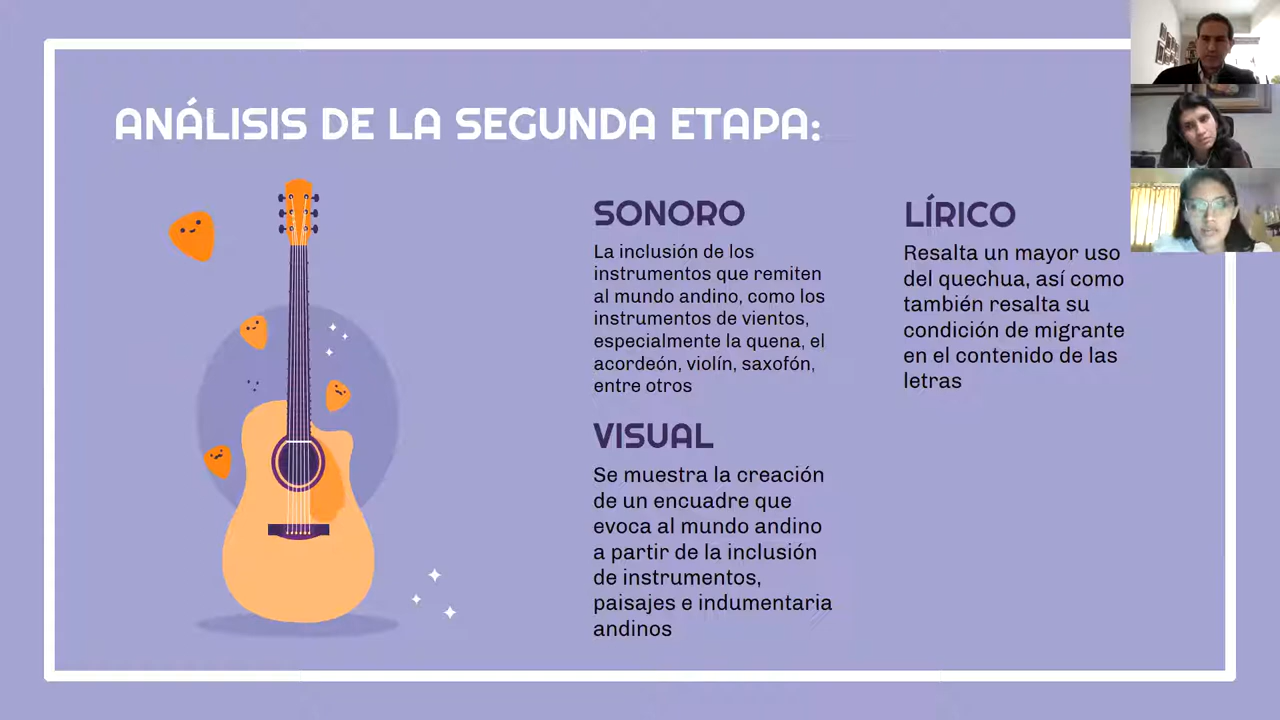 ANÁLISIS DE LA SEGUNDA ETAPA:
SONORO
La inclusión de los
instrumentos que remiten
al mundo andino, como los
instrumentos de vientos,
especialmente la quena, el
acordeón, violín, saxofón,
entre otros
VISUAL
Se muestra la creación
de un encuadre que
evoca al mundo andino
a partir de la inclusión
de instrumentos,
paisajes e indumentaria
andinos
LÍRICO
Resalta un mayor uso
del quechua, así como
también resalta su
condición de migrante
en el contenido de las
letras